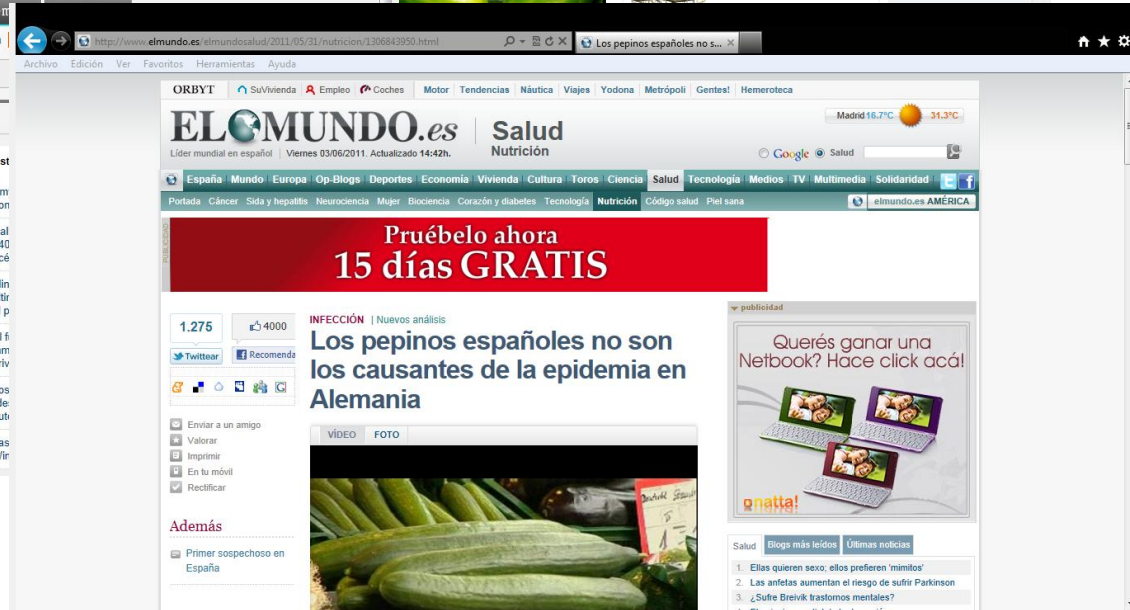 http://www.elmundo.es/elmundosalud/2011/05/31/nutricion/1306843950.html
Los pepinos españoles no s...
Archivo Edición Ver Favoritos Herramientas Ayuda
ORBYT SuVivienda Empleo Coches Motor Tendencias Náutica Viajes Yodona Metrópoli Gentes! Hemeroteca
EL MUNDO.es Salud
Nutrición
Líder mundial en español Viernes 03/06/2011. Actualizado 14:42h.
Madrid 16.7ºC 31.3ºC
Google Salud
España Mundo Europa Op-Blogs Deportes Economía Vivienda Cultura Toros Ciencia Salud Tecnología Medios TV Multimedia Solidaridad
Portada Cáncer Sida y hepatitis Neurociencia Mujer Biociencia Corazón y diabetes Tecnología Nutrición Código salud Piel sana elmundo.es AMÉRICA
PUBLICIDAD
Pruébelo ahora
15 días GRATIS
1.275 4000
Twittear Recomenda
Enviar a un amigo
Valorar
Imprimir
En tu móvil
Rectificar
Además
Primer sospechoso en
España
INFECCIÓN | Nuevos análisis
Los pepinos españoles no son
los causantes de la epidemia en
Alemania
VÍDEO FOTO
publicidad
Querés ganar una
Netbook? Hace click acá!
natta!
Salud Blogs más leídos Últimas noticias
1. Ellas quieren sexo; ellos prefieren 'mimitos'
2. Las anfetas aumentan el riesgo de sufrir Parkinson
3. ¿Sufre Breivik trastornos mentales?